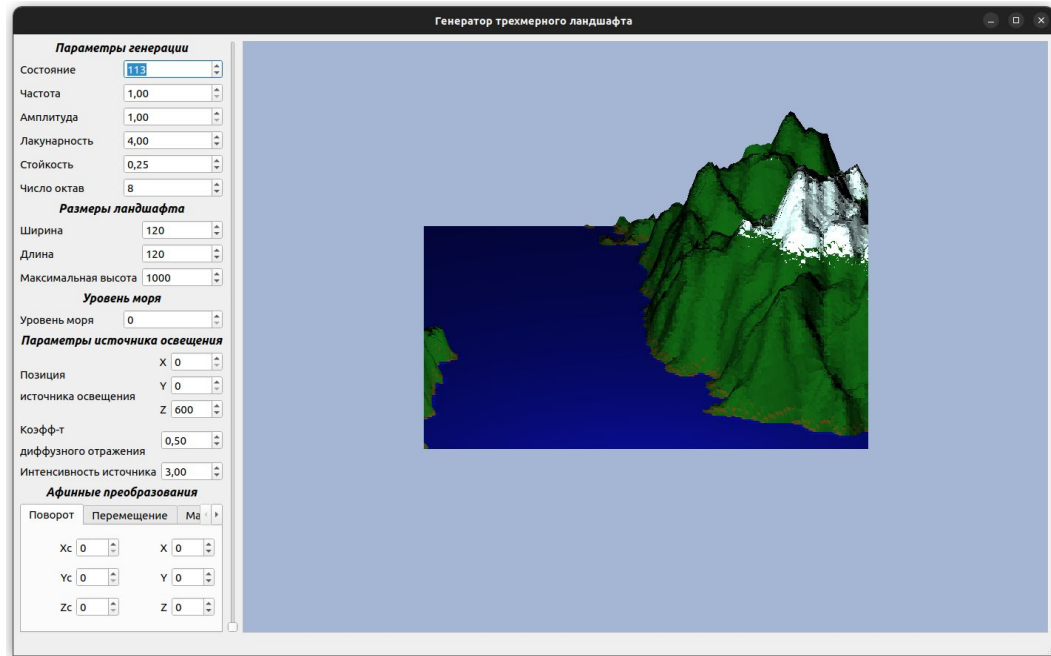 Генератор трехмерного ландшафта
Параметры генерации
Состояние 113
Частота 1,00
Амплитуда 1,00
Лакунарность 4,00
Стойкость 0,25
Число октав 8
Размеры ландшафта
Ширина 120
Длина 120
Максимальная высота 1000
Уровень моря
Уровень моря 0
Параметры источника освещения
Позиция
источника освещения
X 0
Y 0
Z 600
Коэфф-т
диффузного отражения
0,50
Интенсивность источника 3,00
Афинные преобразования
Поворот Перемещение Ма
Xc 0 X 0
Yc 0 Y 0
Zc 0 Z 0